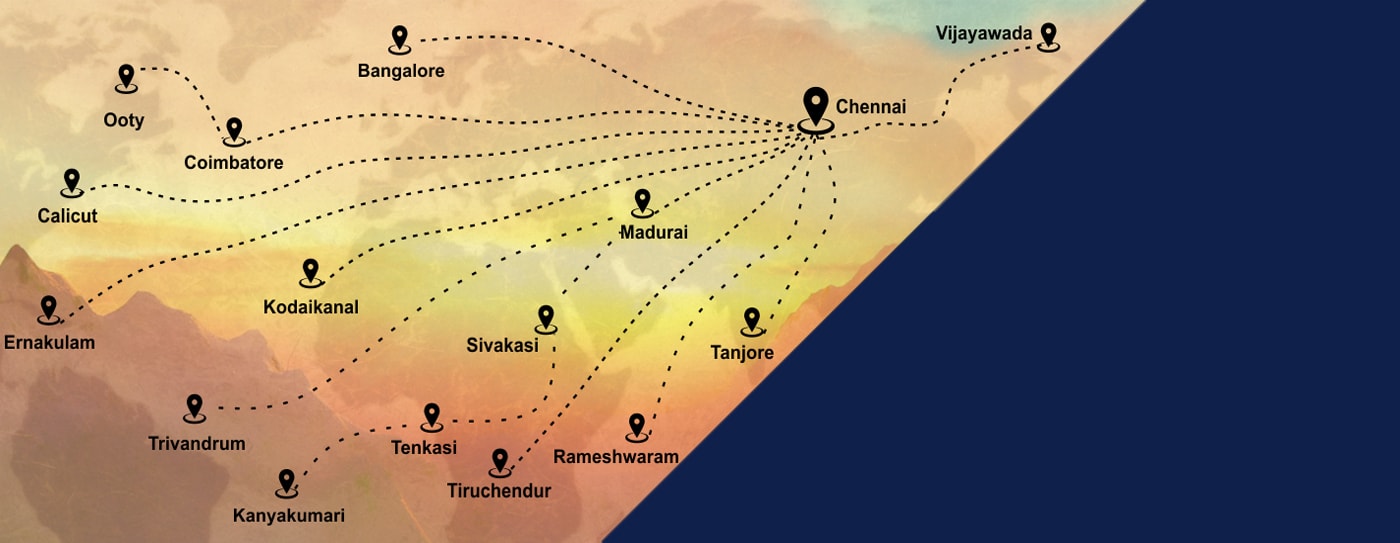 Vijayawada
Bangalore
Chennai
Ooty
Coimbatore
Calicut
Madurai
Kodaikanal
Ernakulam
Sivakasi
Tanjore
Trivandrum
Tenkasi
Rameshwaram
Tiruchendur
Kanyakumari